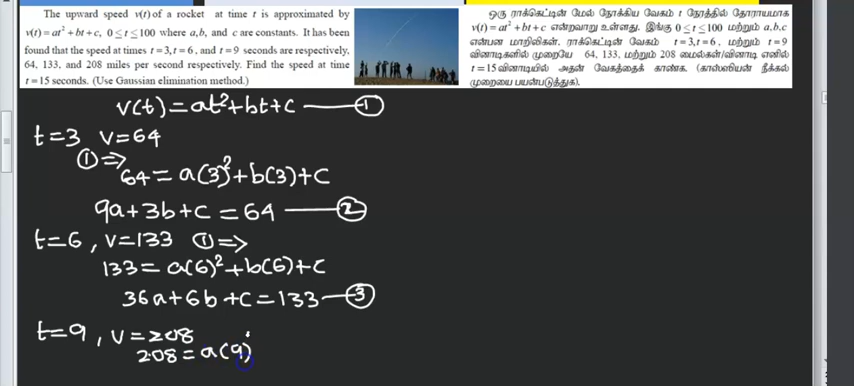 The upward speed v(t) of a rocket at time t is approximated by
v(t) = at² + bt + c, 0 ≤ t ≤ 100 where a,b, and c are constants. It has been
found that the speed at times t = 3, t = 6, and t = 9 seconds are respectively,
64, 133, and 208 miles per second respectively. Find the speed at time
t = 15 seconds. (Use Gaussian elimination method.)
ஒரு ராக்கெட்டின் மேல் நோக்கிய வேகம் t நேரத்தில் தோராயமாக
v(t) = at² + bt + c என்றவாறு உள்ளது. இங்கு 0 ≤ t ≤ 100 மற்றும் a,b,c
என்பன மாறிலிகள். ராக்கெட்டின் வேகம் t = 3, t = 6, மற்றும் t = 9
வினாடிகளில் முறையே 64, 133, மற்றும் 208 மைல்கள்/வினாடி எனில்
t = 15 வினாடியில் அதன் வேகத்தைக் காண்க. (காஸ்ஸியன் நீக்கல்
முறையை பயன்படுத்துக).
v(t) = at² + bt + c —— ①
t = 3 v = 64
① ⇒
64 = a(3)² + b(3) + c
9a + 3b + c = 64 —— ②
t = 6 , v = 133 ① ⇒
133 = a(6)² + b(6) + c
36a + 6b + c = 133 —— ③
t = 9 , v = 208
208 = a(9)